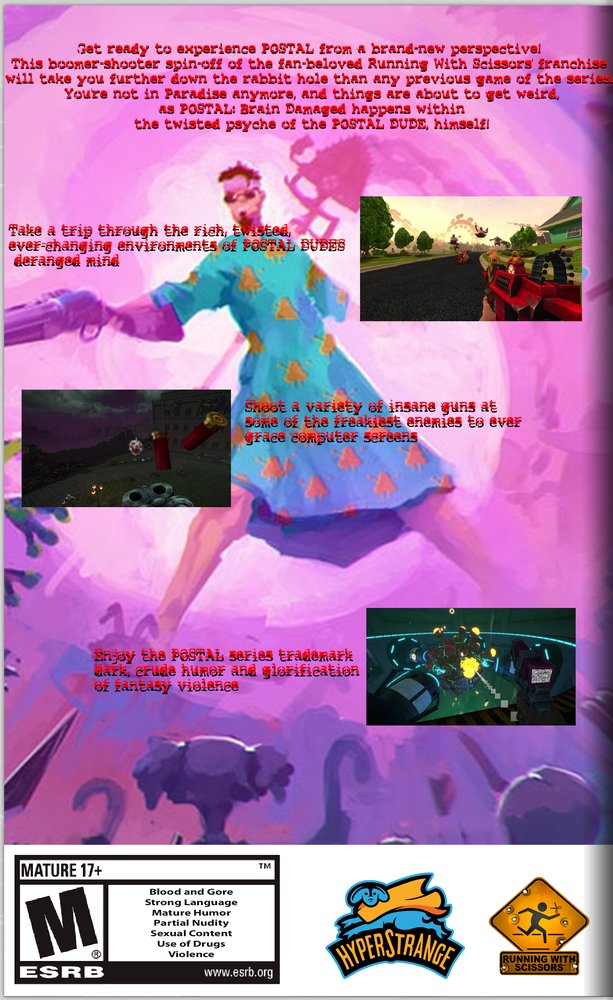 Get ready to experience POSTAL from a brand-new perspective!
This boomer-shooter spin-off of the fan-beloved Running With Scissors' franchise
will take you further down the rabbit hole than any previous game of the series.
You're not in Paradise anymore, and things are about to get weird,
as POSTAL: Brain Damaged happens within
the twisted psyche of the POSTAL DUDE, himself!
Take a trip through the rich, twisted,
ever-changing environments of POSTAL DUDES
deranged mind
Shoot a variety of insane guns at
some of the freakiest enemies to ever
grace computer screens
Enjoy the POSTAL series trademark
dark, crude humor and glorification
of fantasy violence
MATURE 17+ ™
M ®
ESRB
Blood and Gore
Strong Language
Mature Humor
Partial Nudity
Sexual Content
Use of Drugs
Violence
www.esrb.org
HYPERSTRANGE
RUNNING WITH
SCISSORS